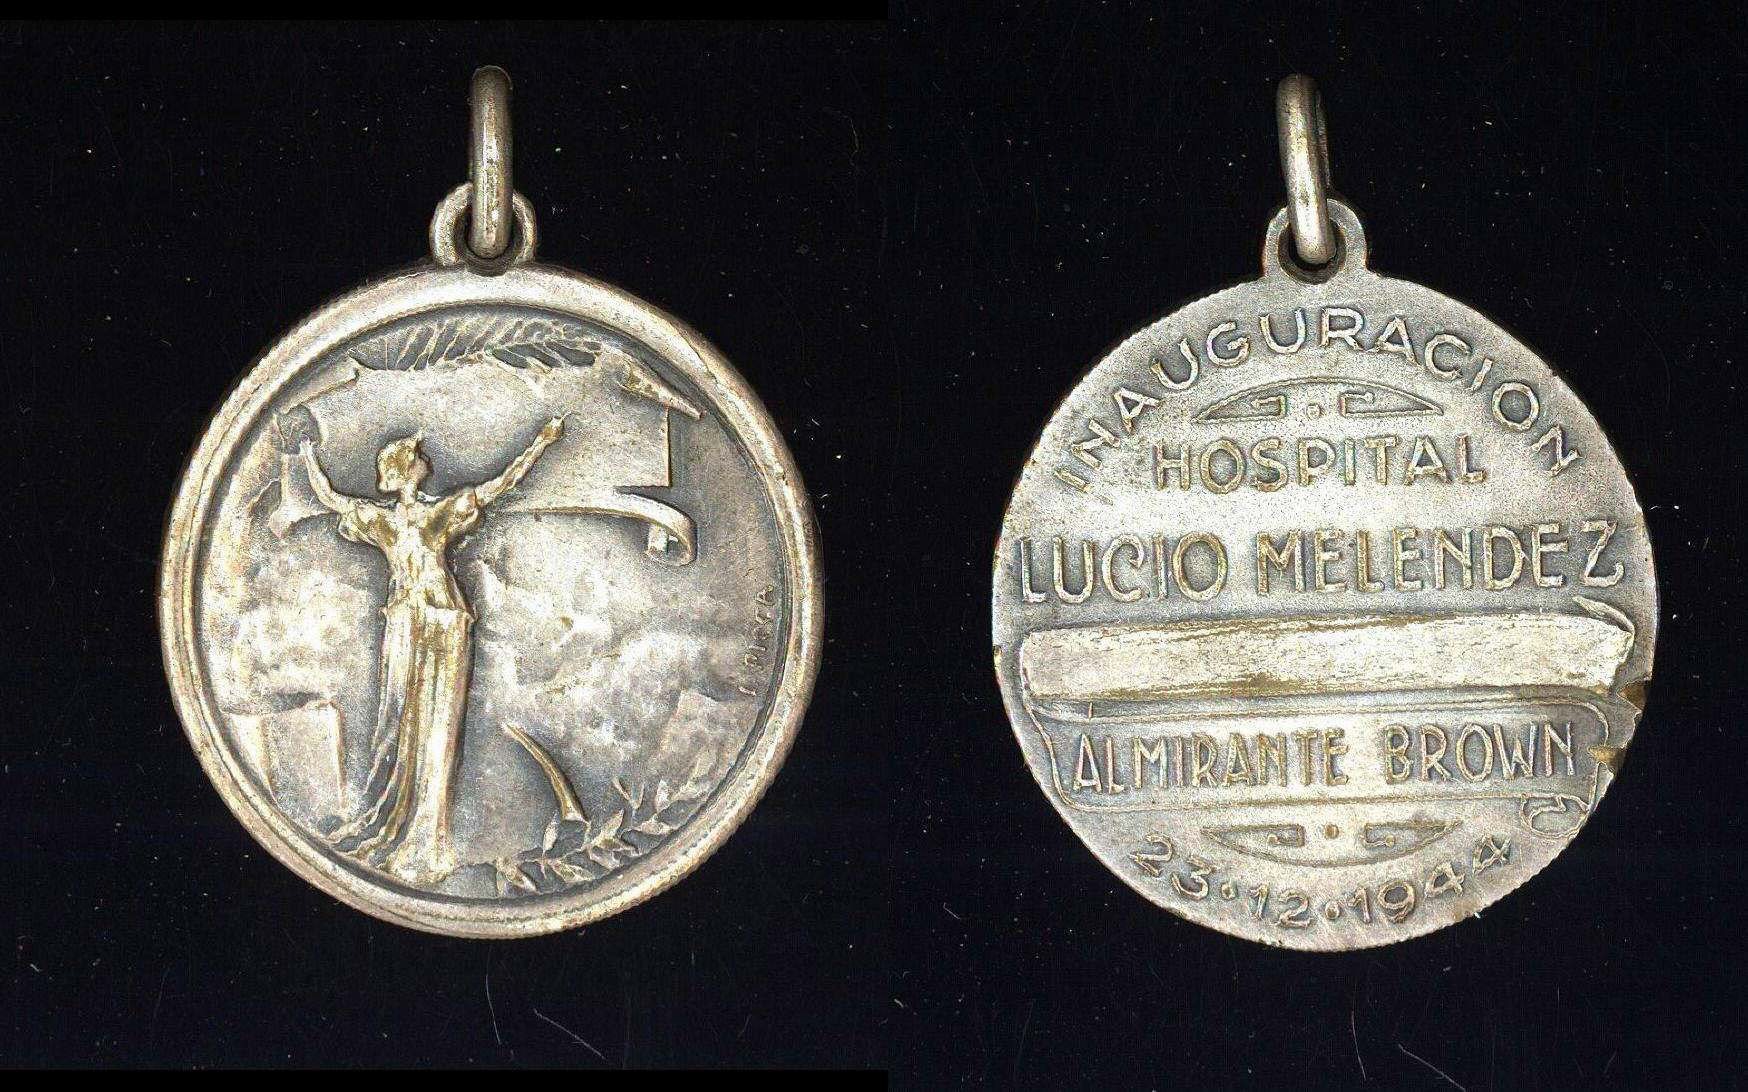 INAUGURACION
HOSPITAL
LUCIO MELENDEZ
ALMIRANTE BROWN
23·12·1944